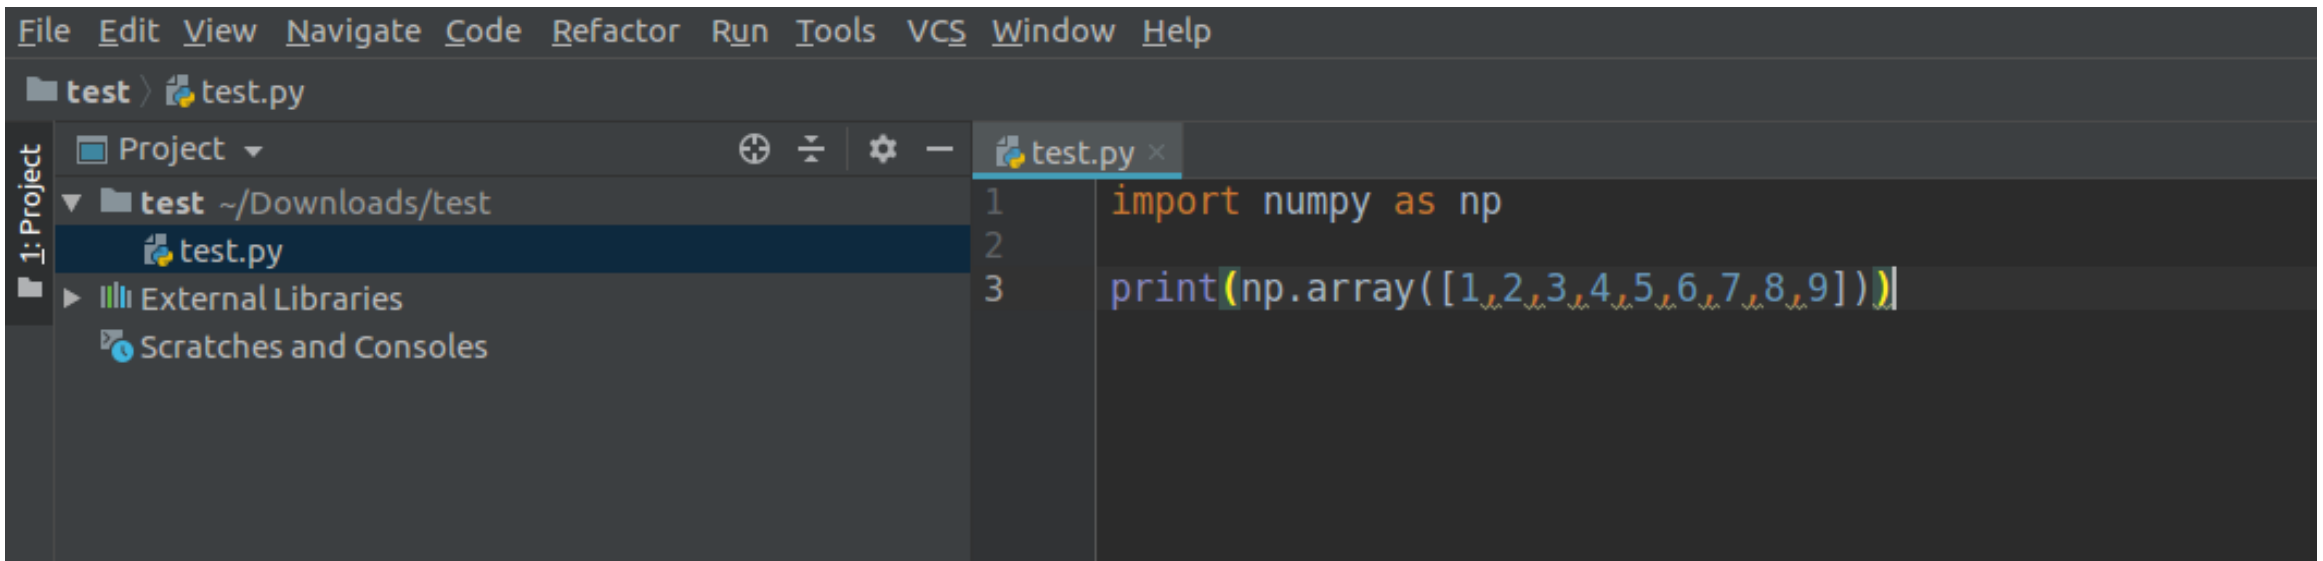 File Edit View Navigate Code Refactor Run Tools VCS Window Help
test test.py
1: Project
Project
test ~/Downloads/test
test.py
External Libraries
Scratches and Consoles
test.py
1 import numpy as np
2
3 print(np.array([1,2,3,4,5,6,7,8,9]))